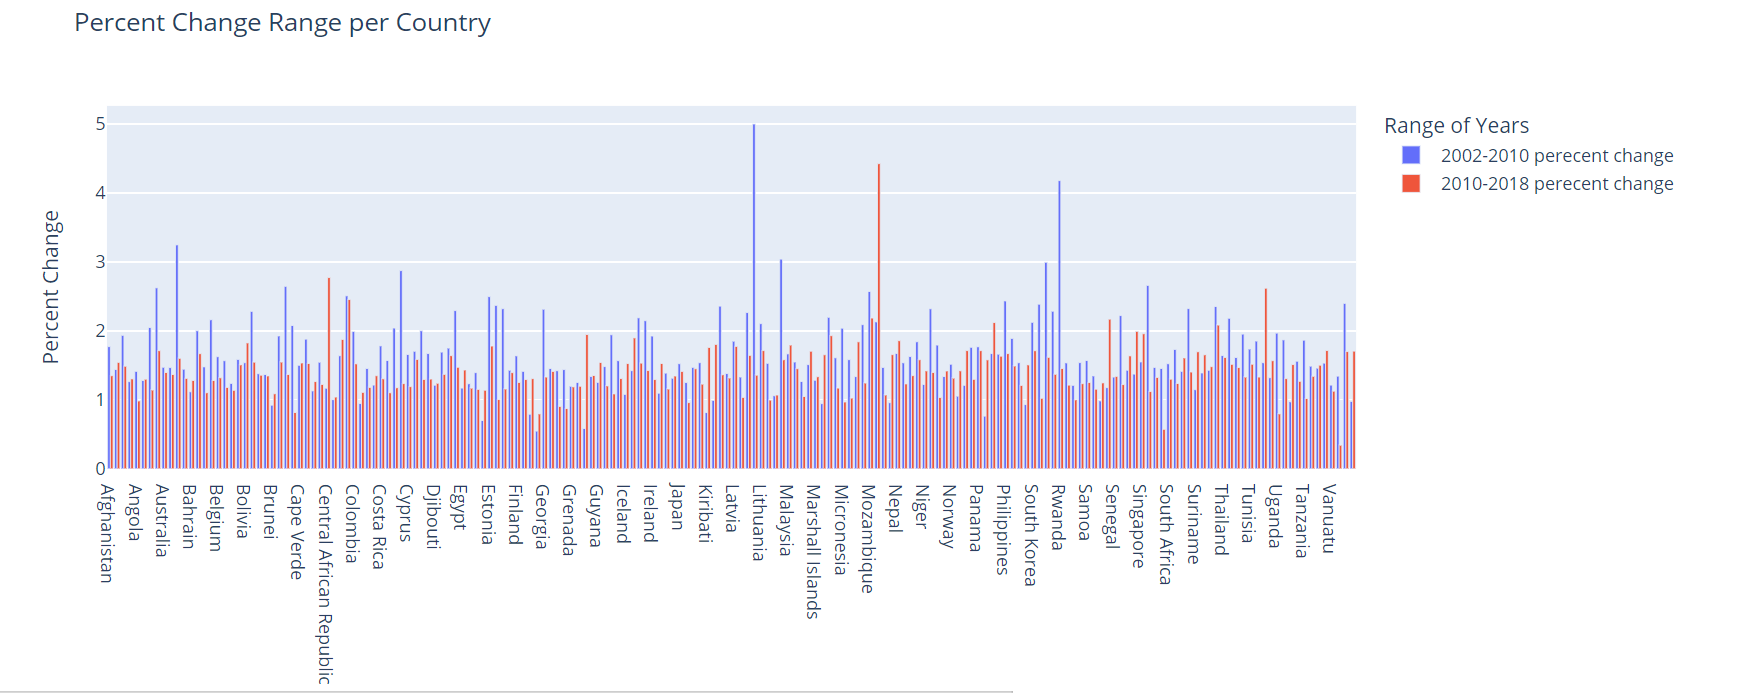 Percent Change Range per Country
Percent Change
5
4
3
2
1
0
Afghanistan
Angola
Australia
Bahrain
Belgium
Bolivia
Brunei
Cape Verde
Central African Republic
Colombia
Costa Rica
Cyprus
Djibouti
Egypt
Estonia
Finland
Georgia
Grenada
Guyana
Iceland
Ireland
Japan
Kiribati
Latvia
Lithuania
Malaysia
Marshall Islands
Micronesia
Mozambique
Nepal
Niger
Norway
Panama
Philippines
South Korea
Rwanda
Samoa
Senegal
Singapore
South Africa
Suriname
Thailand
Tunisia
Uganda
Tanzania
Vanuatu
Range of Years
2002-2010 perecent change
2010-2018 perecent change